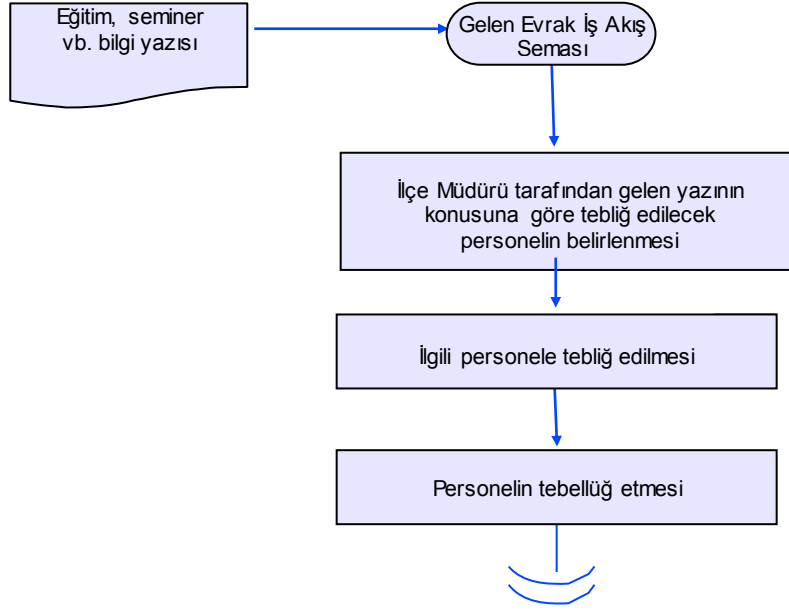 Eğitim, seminer
vb. bilgi yazısı
Gelen Evrak İş Akış
Seması
İlçe Müdürü tarafından gelen yazının
konusuna göre tebliğ edilecek
personelin belirlenmesi
İlgili personele tebliğ edilmesi
Personelin tebellüğ etmesi